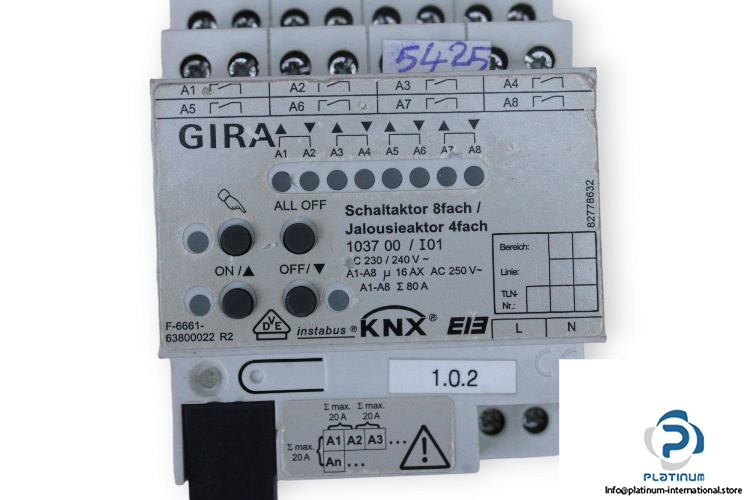 5425
A1 A2 A3 A4
A5 A6 A7 A8
GIRA
A1 A2 A3 A4 A5 A6 A7 A8
ALL OFF
ON / ▲ OFF / ▼
Schaltaktor 8fach /
Jalousieaktor 4fach
1037 00 / I01
C 230 / 240 V ~
A1-A8 µ 16 AX AC 250 V~
A1-A8 Σ 80 A
82778632
Bereich:
Linie:
TLN-
Nr.:
L N
F-6661-
63800022 R2
DVE
instabus ® KNX ® EIB
1.0.2
Σ max. Σ max.
20 A 20 A
Σ max.
20 A
A1 A2 A3 ...
An ...
PLATINUM
Info@platinum-international.store